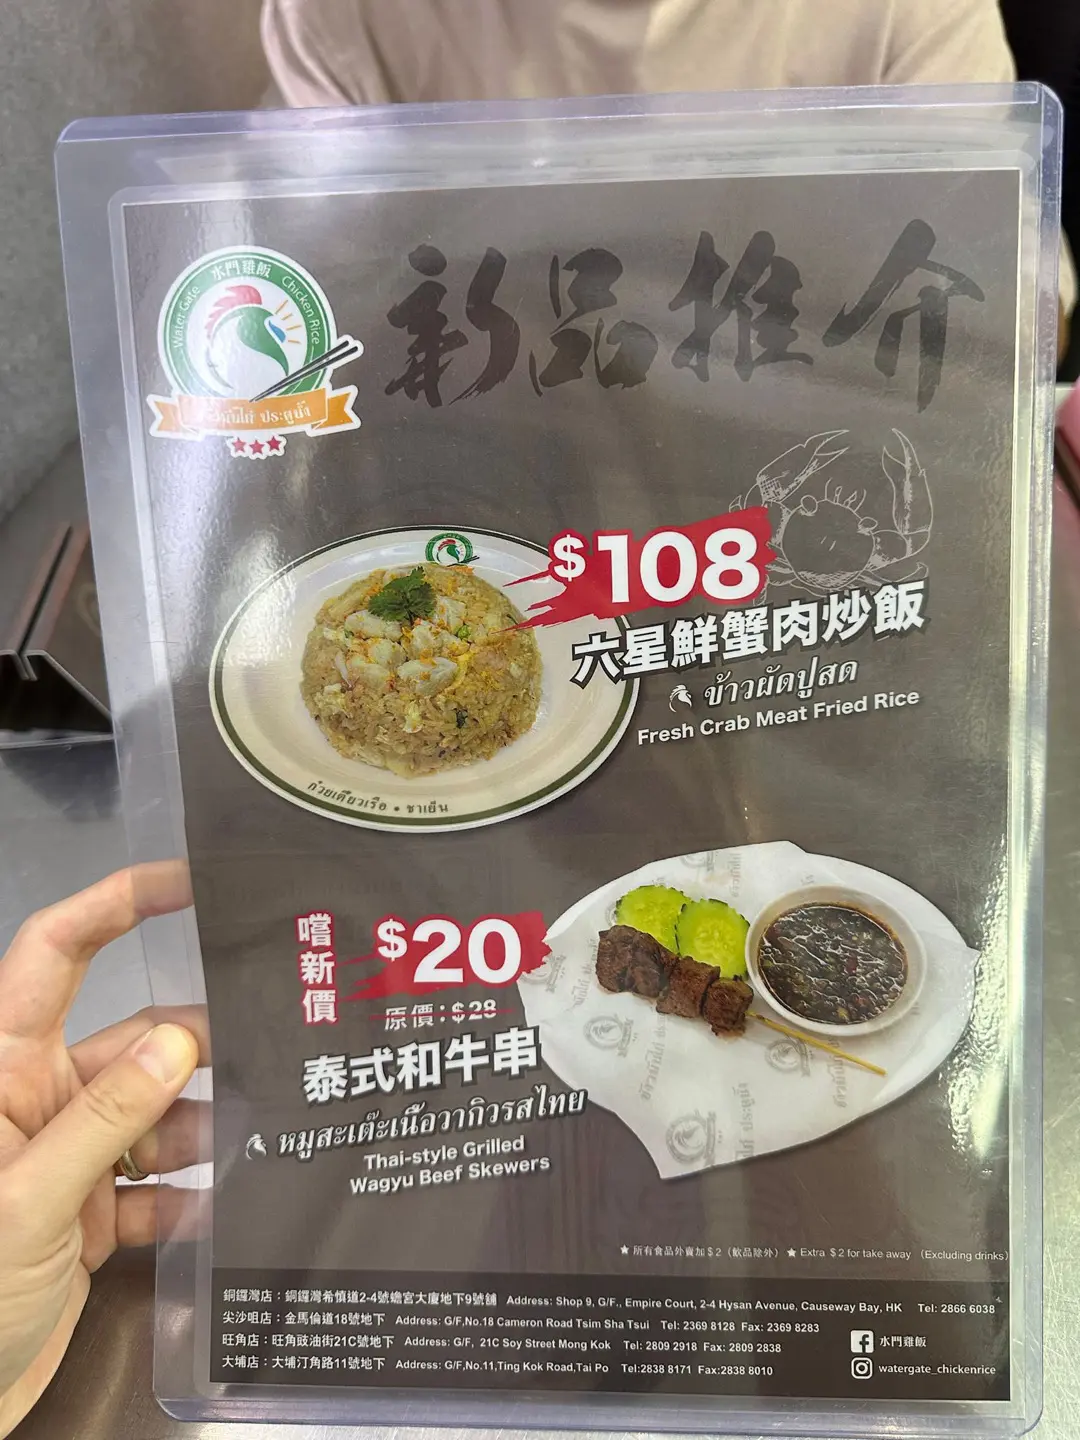 水門雞飯
Water Gate
Chicken Rice
新品推介
$108
六星鮮蟹肉炒飯
ข้าวผัดปูสด
Fresh Crab Meat Fried Rice
ก๋วยเตี๋ยวเรือ • ชาเย็น
嚐新價
$20
原價：$28
泰式和牛串
หมูสะเต๊ะเนื้อวากิวรสไทย
Thai-style Grilled
Wagyu Beef Skewers
★ 所有食品外賣加$2（飲品除外） ★ Extra $2 for take away （Excluding drinks）
銅鑼灣店：銅鑼灣希慎道2-4號蟾宮大廈地下9號舖 Address: Shop 9, G/F., Empire Court, 2-4 Hysan Avenue, Causeway Bay, HK Tel: 2866 6038
尖沙咀店：金馬倫道18號地下 Address: G/F,No.18 Cameron Road Tsim Sha Tsui Tel: 2369 8128 Fax: 2369 8283
旺角店：旺角豉油街21C號地下 Address: G/F, 21C Soy Street Mong Kok Tel: 2809 2918 Fax: 2809 2838
大埔店：大埔汀角路11號地下 Address: G/F,No.11,Ting Kok Road,Tai Po Tel:2838 8171 Fax:2838 8010
水門雞飯
watergate_chickenrice